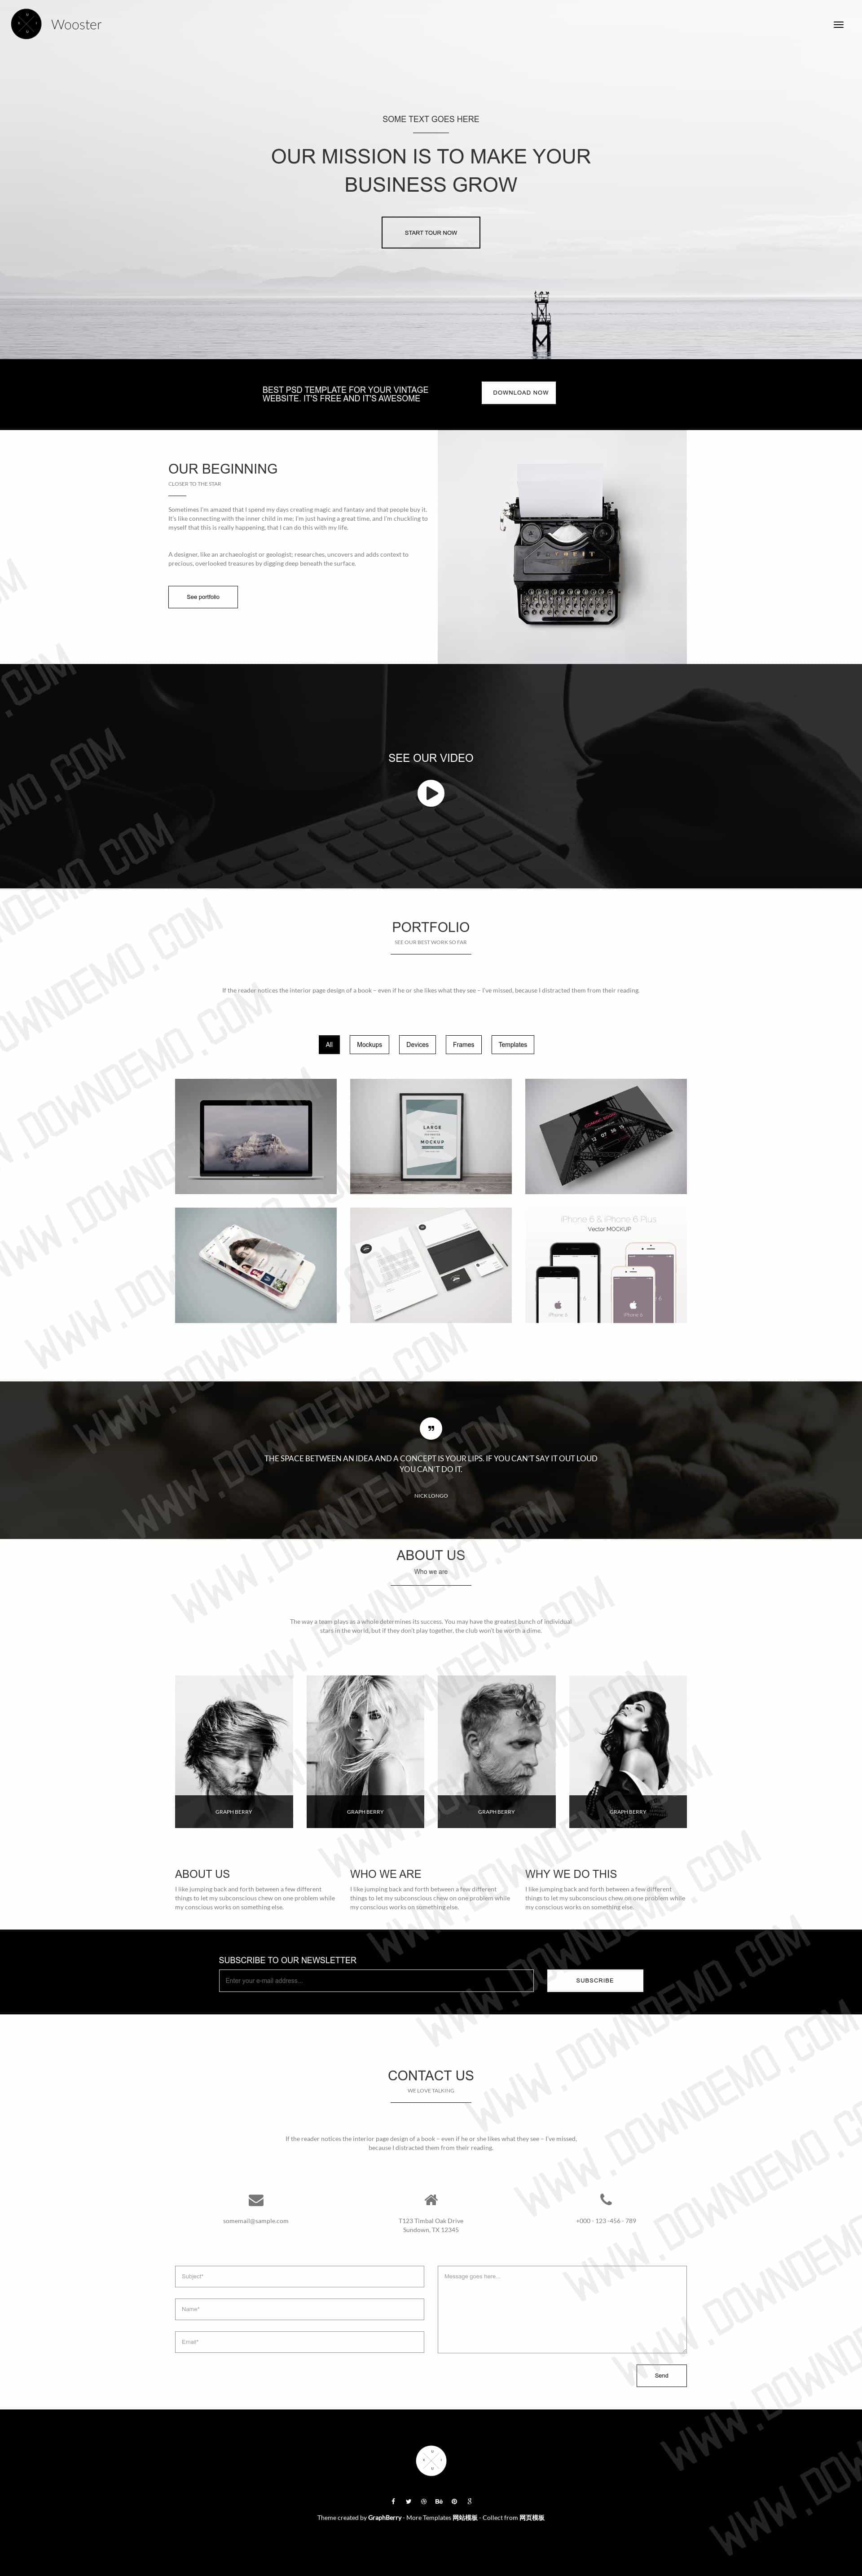 Wooster
SOME TEXT GOES HERE
OUR MISSION IS TO MAKE YOUR
BUSINESS GROW
START TOUR NOW
BEST PSD TEMPLATE FOR YOUR VINTAGE
WEBSITE. IT'S FREE AND IT'S AWESOME
DOWNLOAD NOW
OUR BEGINNING
CLOSER TO THE STAR
Sometimes I'm amazed that I spend my days creating magic and fantasy and that people buy it.
It's like connecting with the inner child in me; I'm just having a great time, and I'm chuckling to
myself that this is really happening, that I can do this with my life.
A designer, like an archaeologist or geologist; researches, uncovers and adds context to
precious, overlooked treasures by digging deep beneath the surface.
See portfolio
SEE OUR VIDEO
PORTFOLIO
SEE OUR BEST WORK SO FAR
If the reader notices the interior page design of a book – even if he or she likes what they see – I've missed, because I distracted them from their reading.
All
Mockups
Devices
Frames
Templates
LARGE
MOCKUP
COMING SOON
iPhone 6 & iPhone 6 Plus
Vector MOCKUP
iPhone 6
iPhone 6
THE SPACE BETWEEN AN IDEA AND A CONCEPT IS YOUR LIPS. IF YOU CAN'T SAY IT OUT LOUD
YOU CAN'T DO IT.
NICK LONGO
ABOUT US
Who we are
The way a team plays as a whole determines its success. You may have the greatest bunch of individual
stars in the world, but if they don't play together, the club won't be worth a dime.
GRAPH BERRY
GRAPH BERRY
GRAPH BERRY
GRAPH BERRY
ABOUT US
I like jumping back and forth between a few different
things to let my subconscious chew on one problem while
my conscious works on something else.
WHO WE ARE
I like jumping back and forth between a few different
things to let my subconscious chew on one problem while
my conscious works on something else.
WHY WE DO THIS
I like jumping back and forth between a few different
things to let my subconscious chew on one problem while
my conscious works on something else.
SUBSCRIBE TO OUR NEWSLETTER
Enter your e-mail address...
SUBSCRIBE
CONTACT US
WE LOVE TALKING
If the reader notices the interior page design of a book – even if he or she likes what they see – I've missed,
because I distracted them from their reading.
somemail@sample.com
T123 Timbal Oak Drive
Sundown, TX 12345
+000 - 123 -456 - 789
Subject*
Name*
Email*
Message goes here...
Send
Theme created by GraphBerry - More Templates 网站模板 - Collect from 网页模板
WWW.DOWNDEMO.COM